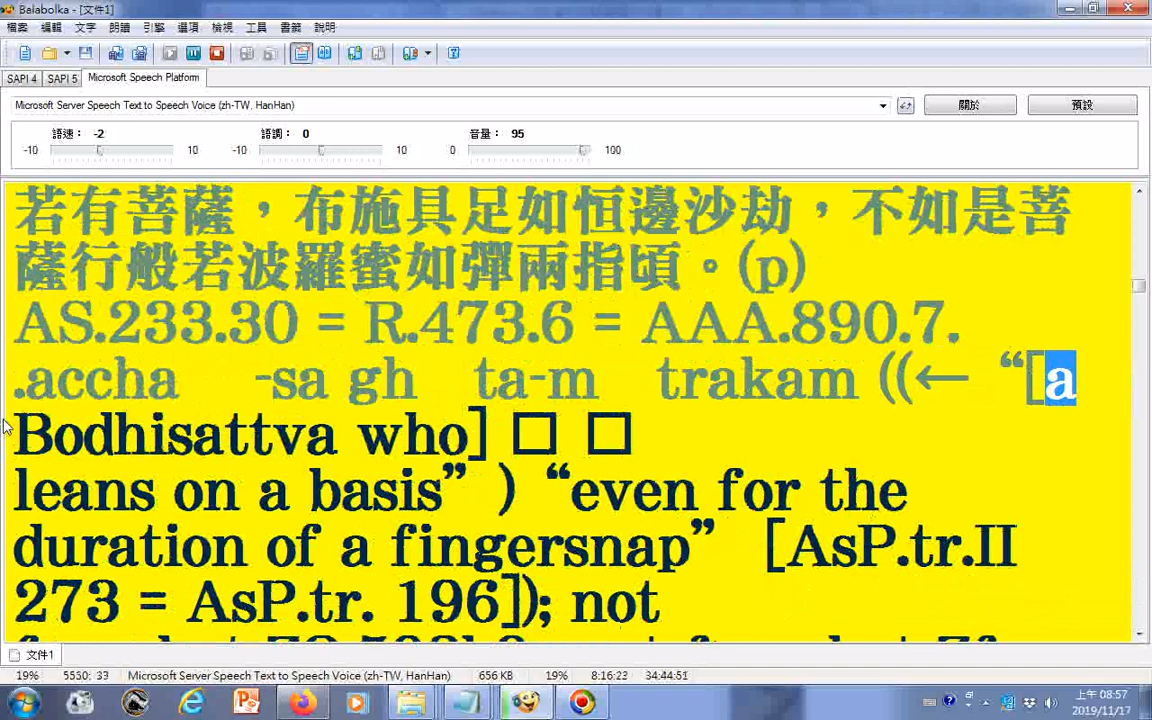 Balabolka - [文件1]
檔案 編輯 文字 朗讀 引擎 選項 檢視 工具 書籤 說明
SAPI 4 SAPI 5 Microsoft Speech Platform
Microsoft Server Speech Text to Speech Voice (zh-TW, HanHan) 關於 預設
語速： -2 語調： 0 音量： 95
-10 10 -10 10 0 100
若有菩薩，布施具足如恒邊沙劫，不如是菩
薩行般若波羅蜜如彈兩指頃。(p)
AS.233.30 = R.473.6 = AAA.890.7.
.accha -sa gh ta-m trakam ((← “[a
Bodhisattva who] □ □
leans on a basis” ) “even for the
duration of a fingersnap” [AsP.tr.II
273 = AsP.tr. 196]); not
文件1
19% 5550: 33 Microsoft Server Speech Text to Speech Voice (zh-TW, HanHan) 656 KB 19% 8:16:23 34:44:51
上午 08:57
2019/11/17